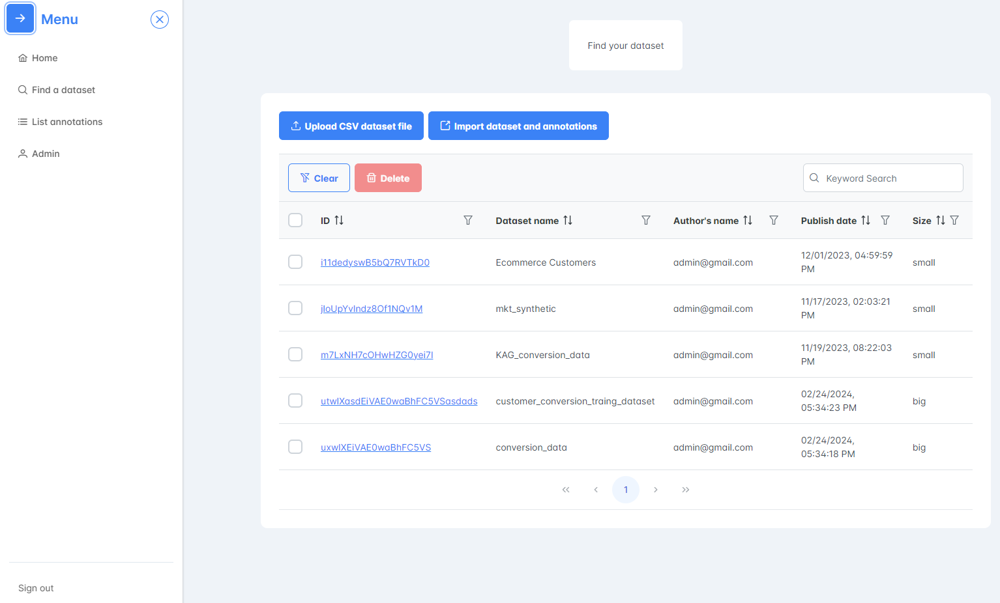 Menu
Home
Find a dataset
List annotations
Admin
Sign out
Find your dataset
Upload CSV dataset file
Import dataset and annotations
Clear
Delete
Keyword Search
ID Dataset name Author's name Publish date Size
i11dedyswB5bQ7RVTkD0 Ecommerce Customers admin@gmail.com 12/01/2023, 04:59:59 PM small
jIoUpYvIndz8Of1NQv1M mkt_synthetic admin@gmail.com 11/17/2023, 02:03:21 PM small
m7LxNH7cOHwHZG0yei7I KAG_conversion_data admin@gmail.com 11/19/2023, 08:22:03 PM small
utwIXasdEiVAE0waBhFC5VSasdads customer_conversion_traing_dataset admin@gmail.com 02/24/2024, 05:34:23 PM big
uxwIXEiVAE0waBhFC5VS conversion_data admin@gmail.com 02/24/2024, 05:34:18 PM big
1